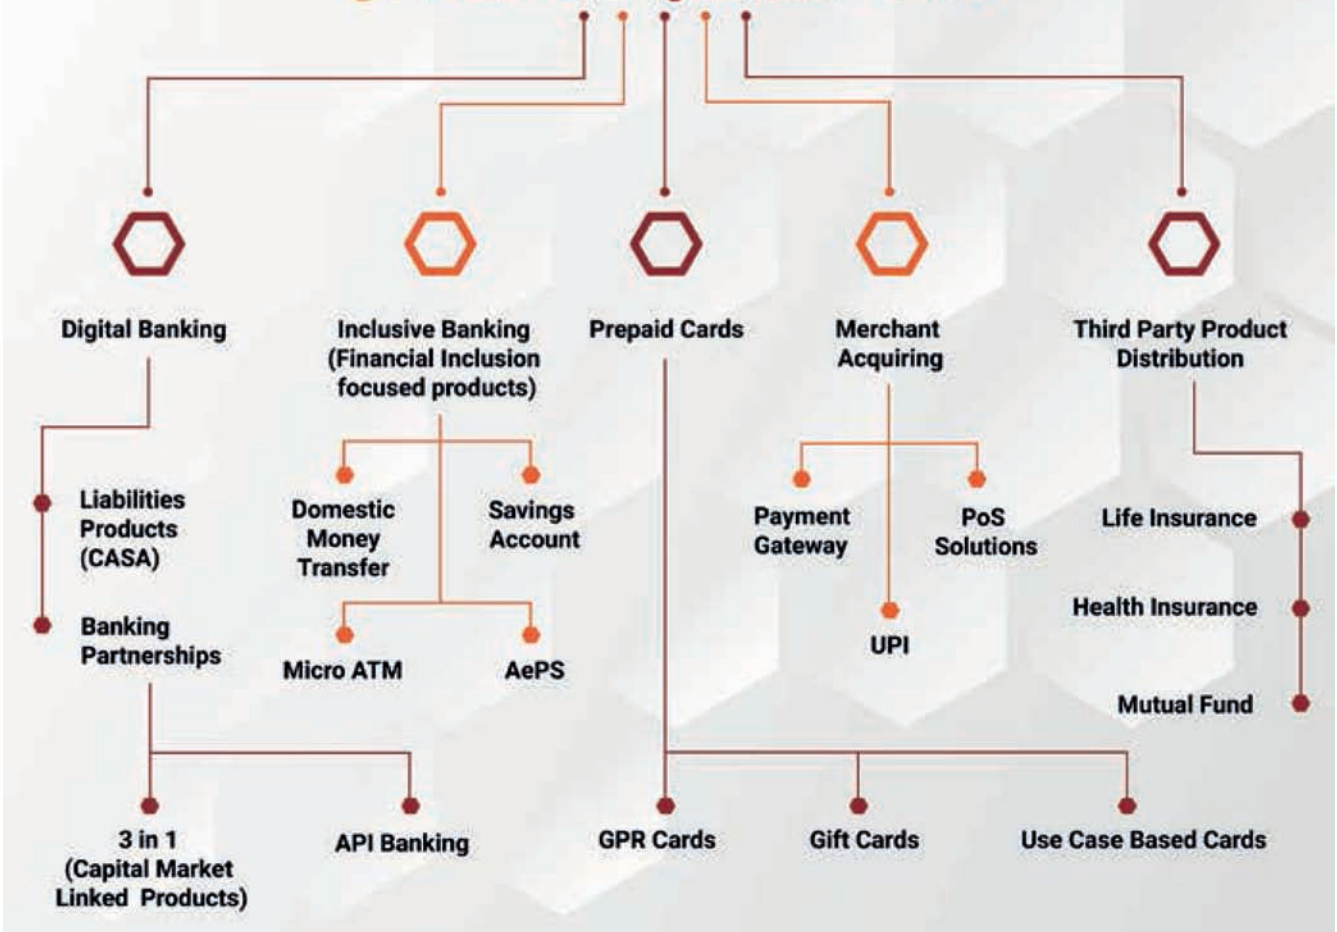 Digital Banking
Inclusive Banking
(Financial Inclusion
focused products)
Prepaid Cards
Merchant
Acquiring
Third Party Product
Distribution
Liabilities
Products
(CASA)
Banking
Partnerships
Domestic
Money
Transfer
Savings
Account
Micro ATM
AePS
Payment
Gateway
PoS
Solutions
UPI
Life Insurance
Health Insurance
Mutual Fund
3 in 1
(Capital Market
Linked Products)
API Banking
GPR Cards
Gift Cards
Use Case Based Cards